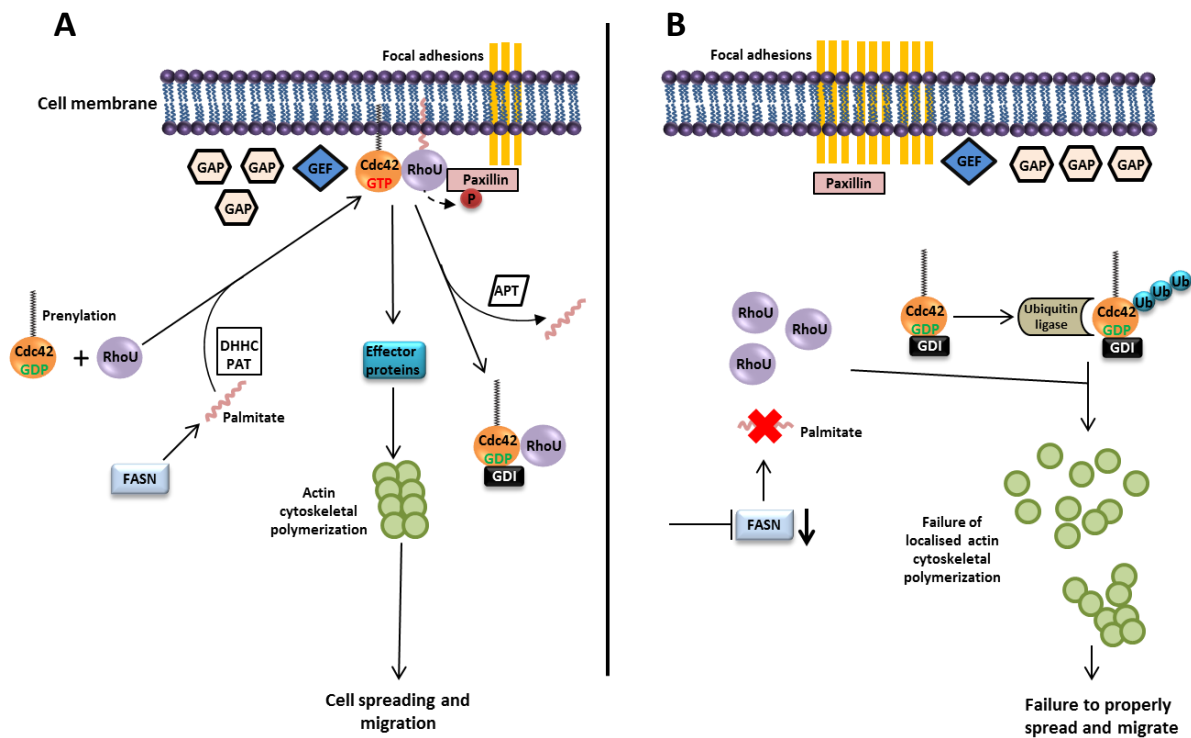 A
Focal adhesions
Cell membrane
GAP
GAP
GEF
GAP
Cdc42
GTP
RhoU
Paxillin
P
Prenylation
Cdc42
GDP
+
RhoU
DHHC
PAT
Palmitate
FASN
APT
Effector
proteins
Cdc42
GDP
GDI
RhoU
Actin
cytoskeletal
polymerization
Cell spreading and
migration
B
Focal adhesions
Paxillin
GEF
GAP
GAP
GAP
RhoU
RhoU
RhoU
Palmitate
FASN
Cdc42
GDP
GDI
Ubiquitin
ligase
Cdc42
GDP
GDI
Ub
Ub
Ub
Failure of
localised actin
cytoskeletal
polymerization
Failure to properly
spread and migrate